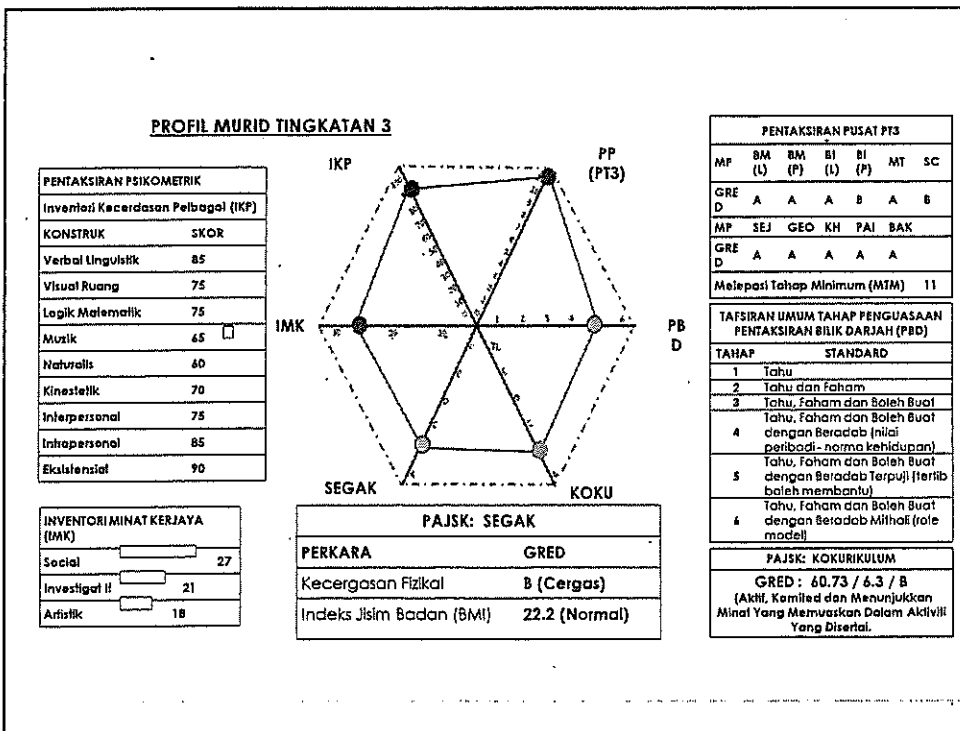 PROFIL MURID TINGKATAN 3
PENTAKSIRAN PSIKOMETRIK
Inventori Kecerdasan Pelbagai (IKP)
KONSTRUK SKOR
Verbal Linguistik 85
Visual Ruang 75
Logik Matematik 75
Muzik 65
Naturalis 60
Kinestetik 70
Interpersonal 75
Intrapersonal 85
Eksistensial 90
INVENTORI MINAT KERJAYA
(IMK)
Social 27
Investigatif 21
Artistik 18
IKP
PP
(PT3)
IMK
1 2 3 4
PB
D
SEGAK
KOKU
PAJSK: SEGAK
PERKARA GRED
Kecergasan Fizikal B (Cergas)
Indeks Jisim Badan (BMI) 22.2 (Normal)
PENTAKSIRAN PUSAT PT3
MP BM (L) BM (P) BI (L) BI (P) MT SC
GRE D A A A B A B
MP SEJ GEO KH PAI BAK
GRE D A A A A A
Melepasi Tahap Minimum (MTM) 11
TAFSIRAN UMUM TAHAP PENGUASAAN
PENTAKSIRAN BILIK DARJAH (PBD)
TAHAP STANDARD
1 Tahu
2 Tahu dan Faham
3 Tahu, Faham dan Boleh Buat
4 Tahu, Faham dan Boleh Buat
dengan Beradab (nilai
peribadi - norma kehidupan)
5 Tahu, Faham dan Boleh Buat
dengan Beradab Terpuji (tertib
boleh membantu)
6 Tahu, Faham dan Boleh Buat
dengan Beradab Mithali (role
model)
PAJSK: KOKURIKULUM
GRED : 60.73 / 6.3 / B
(Aktif, Komited dan Menunjukkan
Minat Yang Memuaskan Dalam Aktiviti
Yang Disertai.